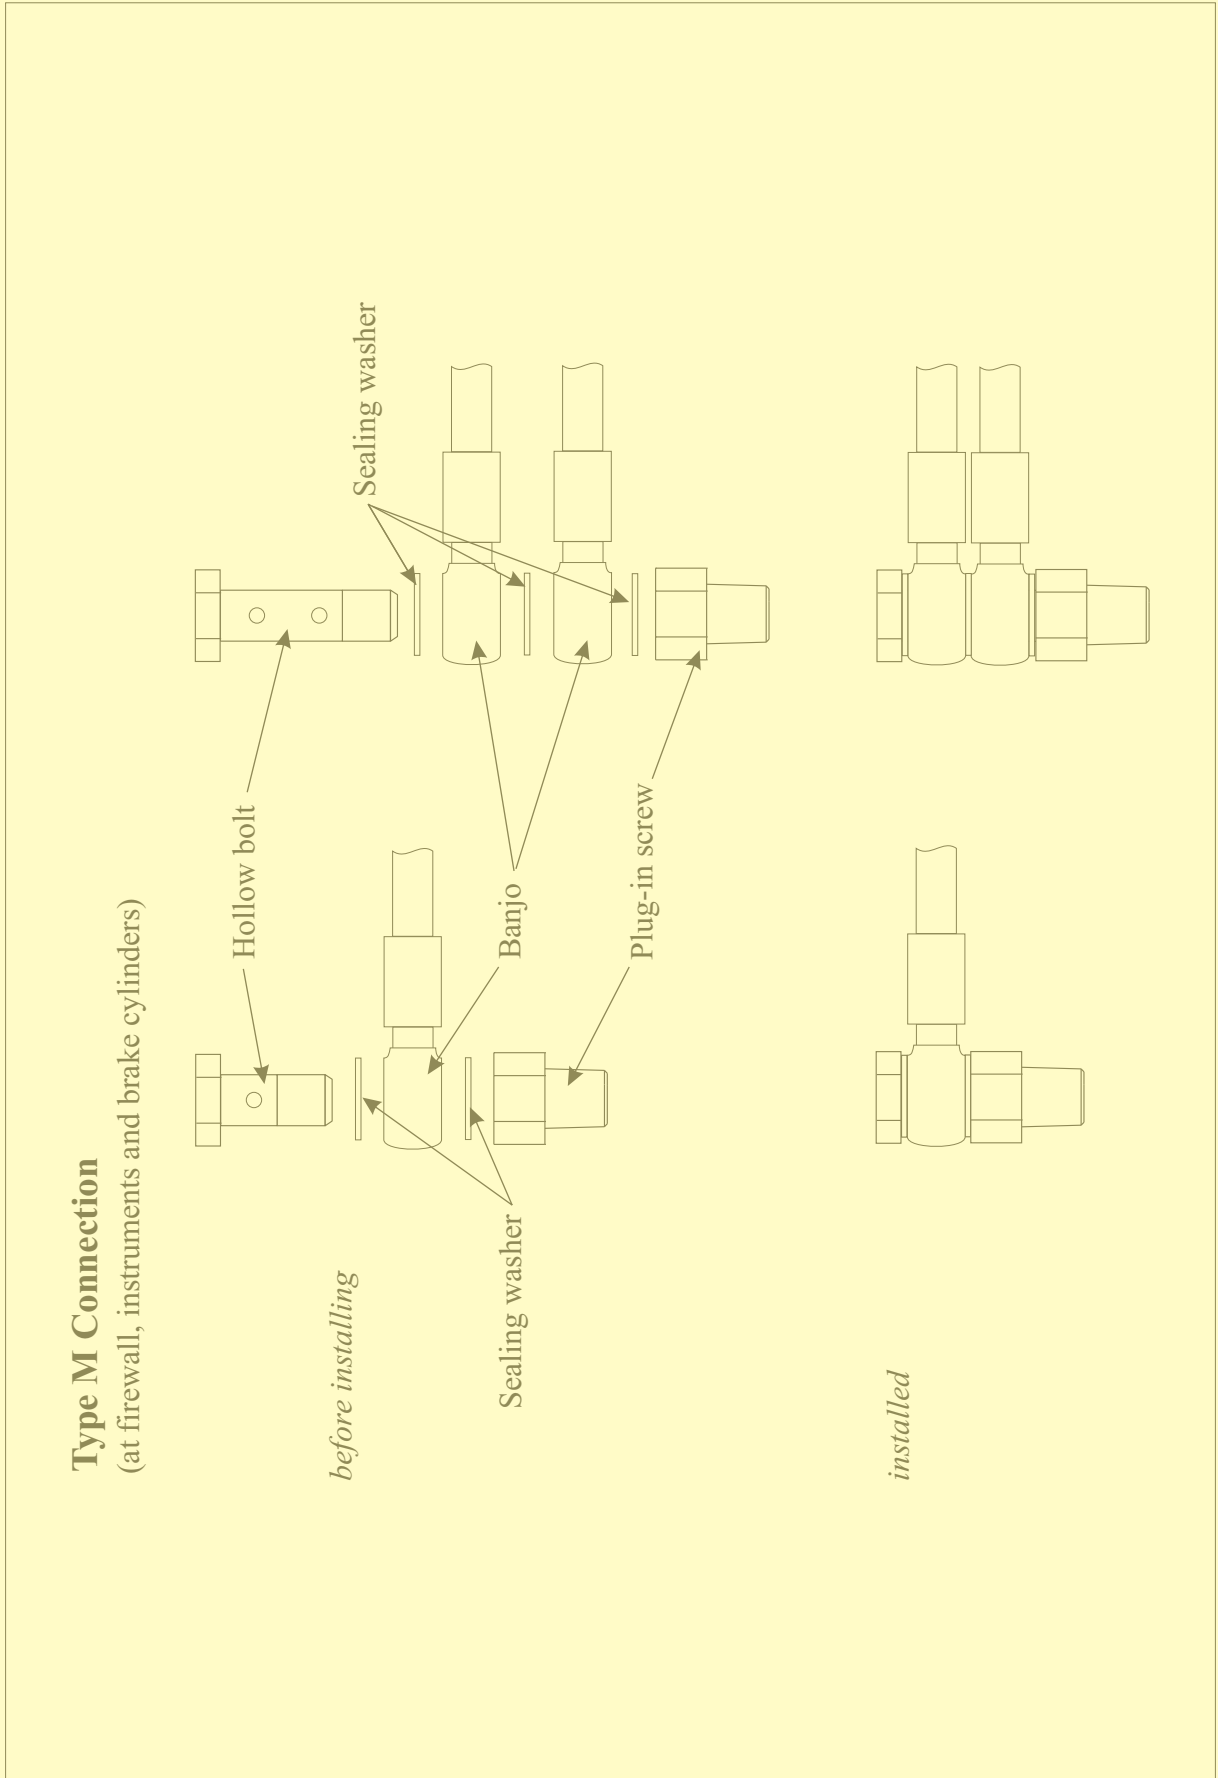 Type M Connection
(at firewall, instruments and brake cylinders)
Hollow bolt
before installing
Sealing washer
Sealing washer
Banjo
Plug-in screw
installed